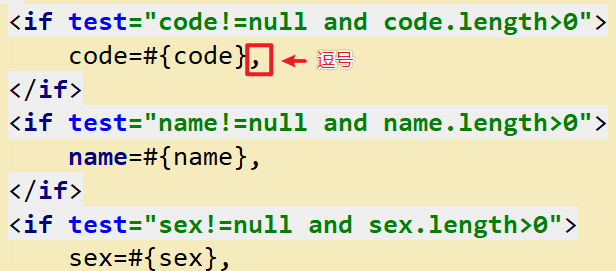 <if test="code!=null and code.length>0">
code=#{code}, 逗号
</if>
<if test="name!=null and name.length>0">
name=#{name},
</if>
<if test="sex!=null and sex.length>0">
sex=#{sex},